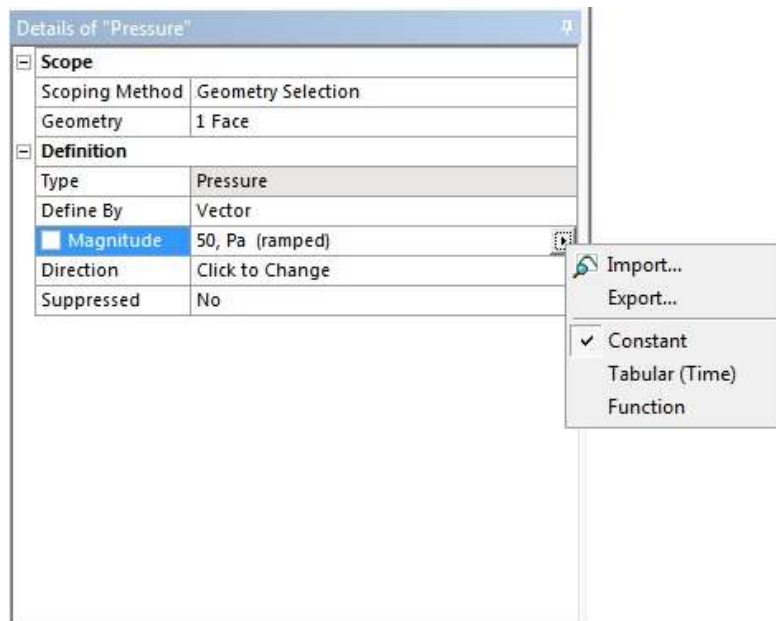 Details of "Pressure"
Scope
Scoping Method Geometry Selection
Geometry 1 Face
Definition
Type Pressure
Define By Vector
Magnitude 50, Pa (ramped)
Direction Click to Change
Suppressed No
Import...
Export...
Constant
Tabular (Time)
Function